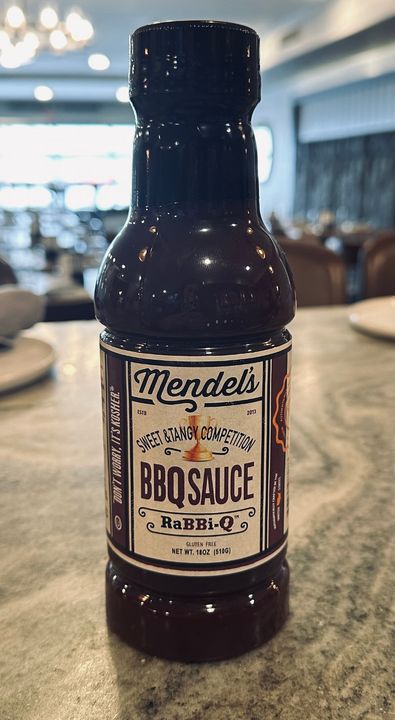 Mendel's
ESTD 2013
SWEET & TANGY COMPETITION
BBQ SAUCE
RaBBi-Q™
GLUTEN FREE
NET WT. 18OZ (510G)
"DON'T WORRY, IT'S KOSHER."